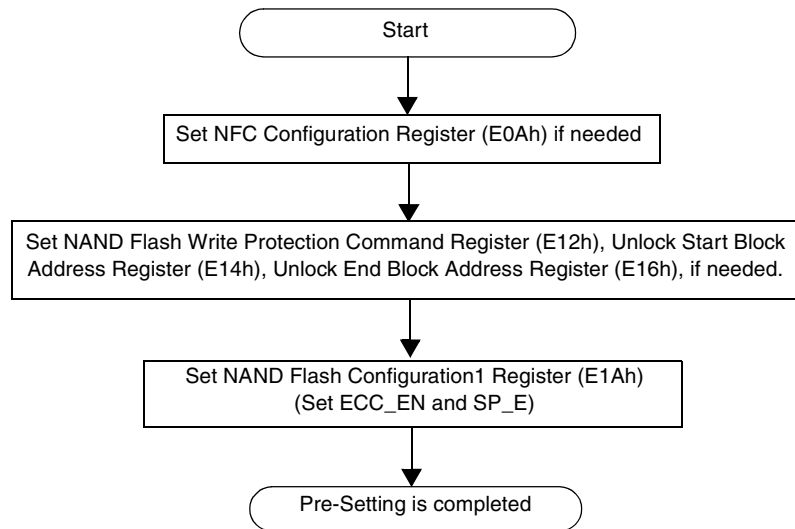 Start
Set NFC Configuration Register (E0Ah) if needed
Set NAND Flash Write Protection Command Register (E12h), Unlock Start Block
Address Register (E14h), Unlock End Block Address Register (E16h), if needed.
Set NAND Flash Configuration1 Register (E1Ah)
(Set ECC_EN and SP_E)
Pre-Setting is completed